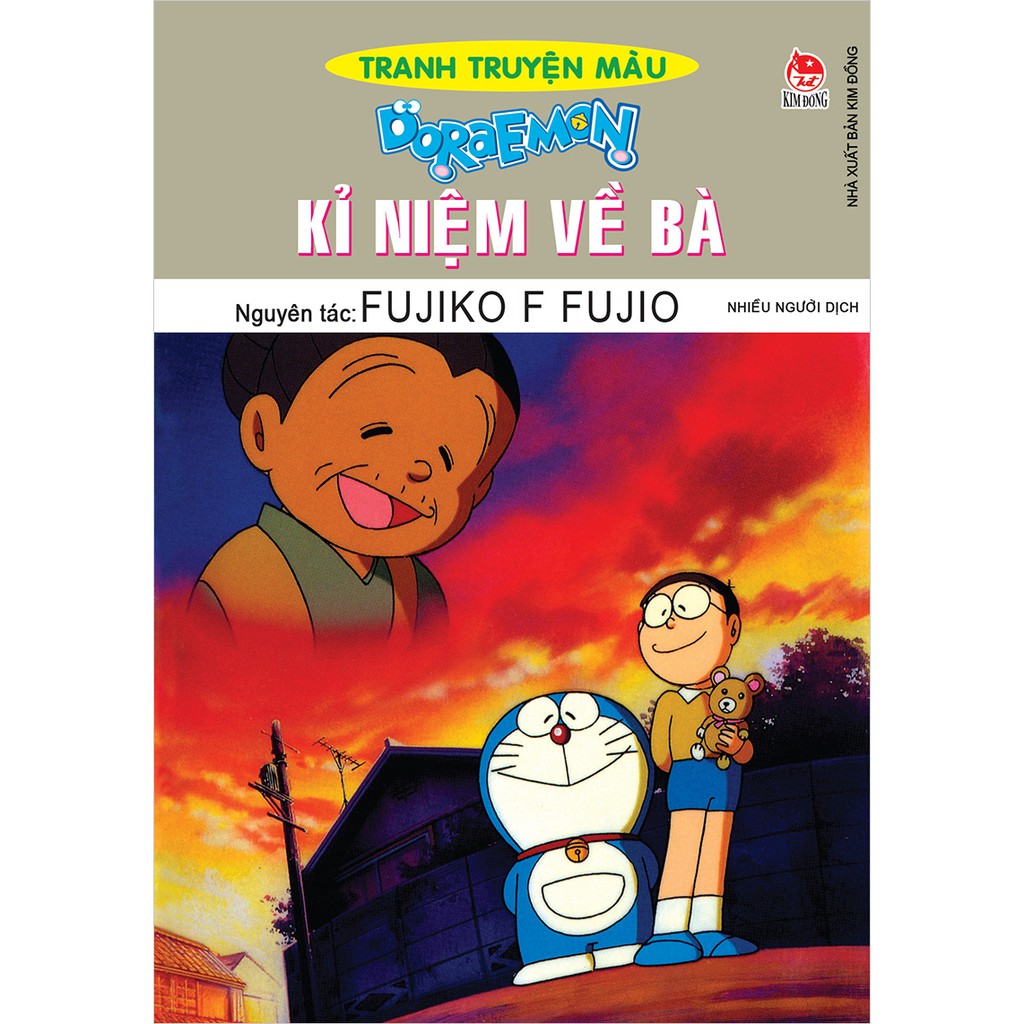 TRANH TRUYỆN MÀU
DORAEMON
KỈ NIỆM VỀ BÀ
Nguyên tác: FUJIKO F FUJIO
NHIỀU NGƯỜI DỊCH
KIM ĐỒNG
NHÀ XUẤT BẢN KIM ĐỒNG